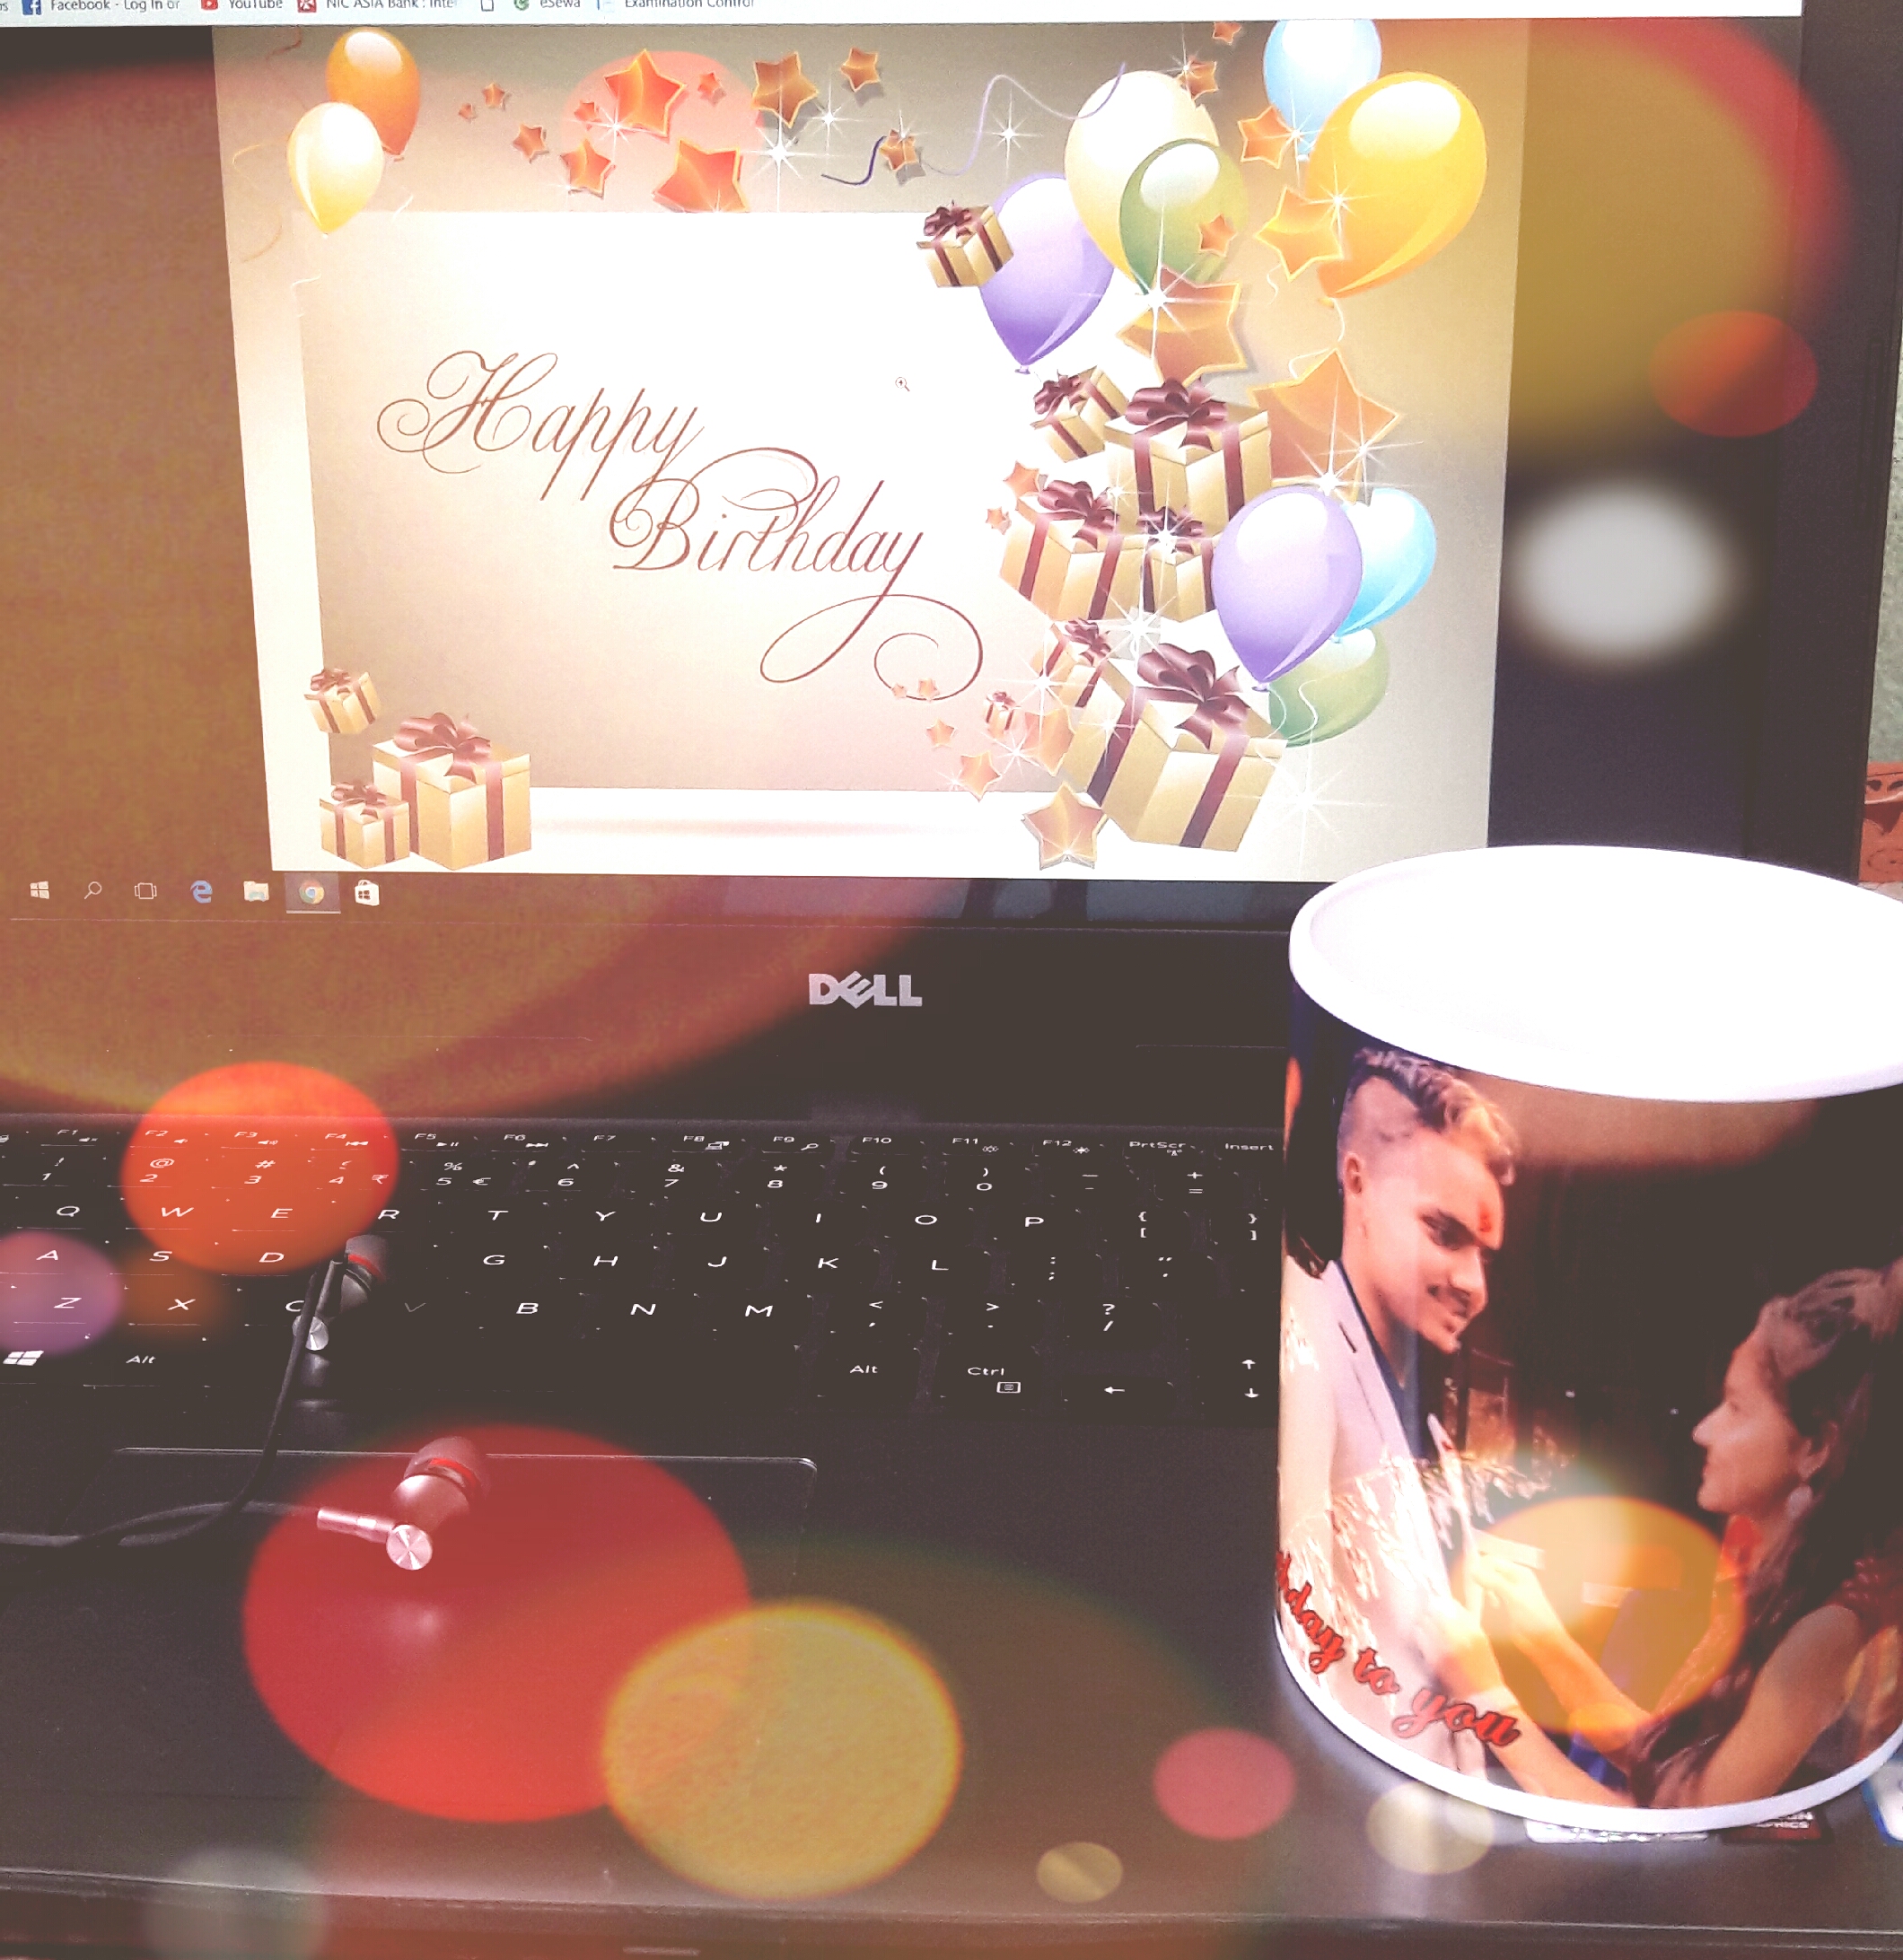 Facebook - Log In or YouTube NIC ASIA Bank : Inte eSewa Examination Control
Happy
Birthday
DELL
F1 F2 F3 F4 F5 F6 F7 F8 F9 F10 F11 F12 PrtScr Insert
! @ # % ^ & * ( ) _ +
1 2 3 4 ₹ 5 € 6 7 8 9 0 - =
Q W E R T Y U I O P { }
[ ]
A S D G H J K L : "
; '
Z X C V B N M < > ?
, . /
Alt Alt Ctrl
day to you